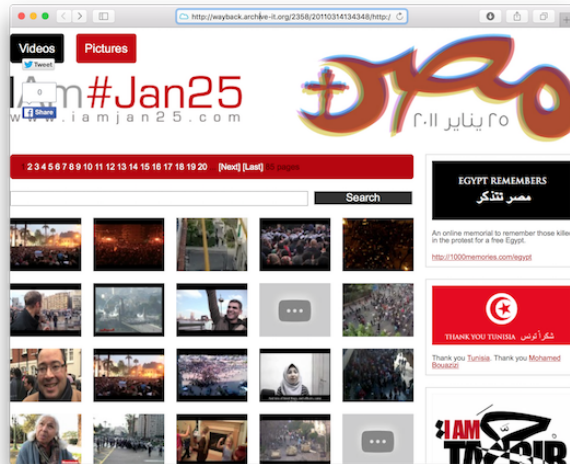 http://wayback.archive-it.org/2358/20110314134348/http:/
Videos
Pictures
Tweet
0
Share
IAm#Jan25
www.iamjan25.com
مصر
٢٥ يناير ٢٠١١
1 2 3 4 5 6 7 8 9 10 11 12 13 14 15 16 17 18 19 20 [Next] [Last] pages
Search
EGYPT REMEMBERS
مصر تتذكر
An online memorial to remember those killed
in the protest for a free Egypt.
http://1000memories.com/egypt
THANK YOU TUNISIA شكراً تونس
Thank you Tunisia. Thank you Mohamed
Bouazizi
I AM
TAHRIR